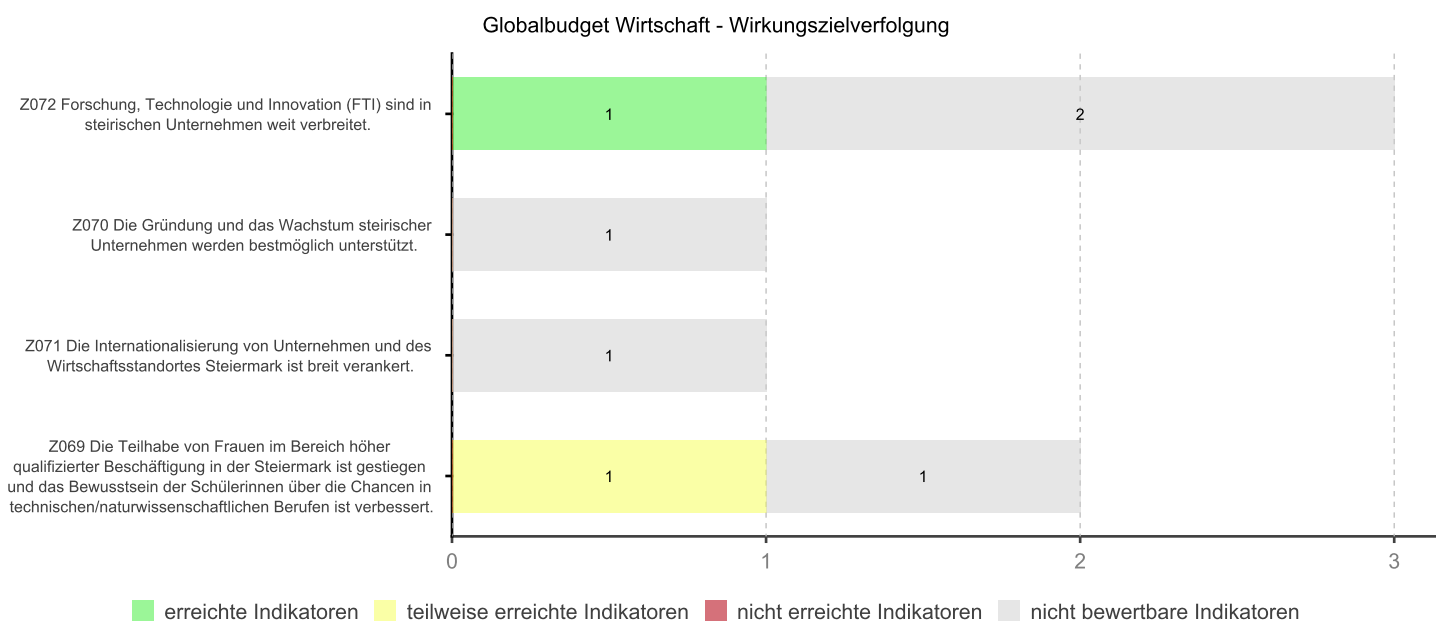 Globalbudget Wirtschaft - Wirkungszielverfolgung
Z072 Forschung, Technologie und Innovation (FTI) sind in
steirischen Unternehmen weit verbreitet.
1
2
Z070 Die Gründung und das Wachstum steirischer
Unternehmen werden bestmöglich unterstützt.
1
Z071 Die Internationalisierung von Unternehmen und des
Wirtschaftsstandortes Steiermark ist breit verankert.
1
Z069 Die Teilhabe von Frauen im Bereich höher
qualifizierter Beschäftigung in der Steiermark ist gestiegen
und das Bewusstsein der Schülerinnen über die Chancen in
technischen/naturwissenschaftlichen Berufen ist verbessert.
1
1
0
1
2
3
erreichte Indikatoren
teilweise erreichte Indikatoren
nicht erreichte Indikatoren
nicht bewertbare Indikatoren